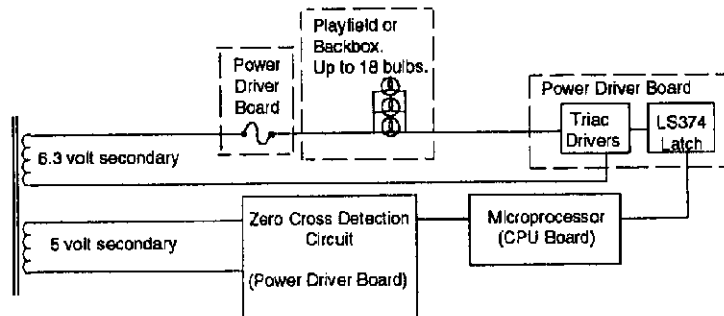 Playfield or
Backbox.
Up to 18 bulbs.
Power
Driver
Board
Power Driver Board
Triac
Drivers
LS374
Latch
6.3 volt secondary
5 volt secondary
Zero Cross Detection
Circuit
(Power Driver Board)
Microprocessor
(CPU Board)